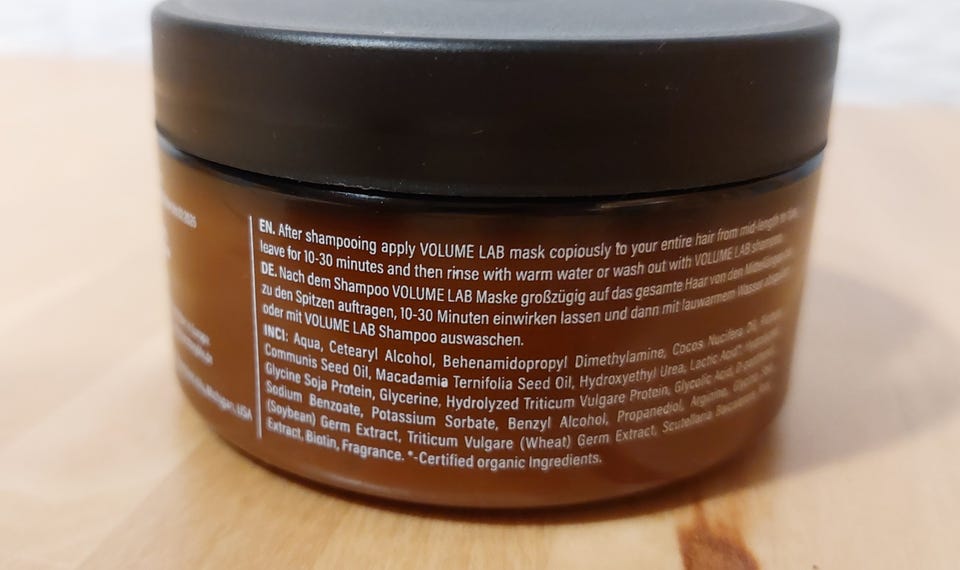 EN. After shampooing apply VOLUME LAB mask copiously to your entire hair from mid-length to
leave for 10-30 minutes and then rinse with warm water or wash out with VOLUME LAB shampoo.
DE. Nach dem Shampoo VOLUME LAB Maske großzügig auf das gesamte Haar von den Mittellängen
zu den Spitzen auftragen, 10-30 Minuten einwirken lassen und dann mit lauwarmem Wasser
oder mit VOLUME LAB Shampoo auswaschen.
INCI: Aqua, Cetearyl Alcohol, Behenamidopropyl Dimethylamine, Cocos Nucifera Oil,
Communis Seed Oil, Macadamia Ternifolia Seed Oil, Hydroxyethyl Urea, Lactic Acid*
Glycine Soja Protein, Glycerine, Hydrolyzed Triticum Vulgare Protein, Glycolic Acid,
Sodium Benzoate, Potassium Sorbate, Benzyl Alcohol, Propanediol, Arginine, Glycine
(Soybean) Germ Extract, Triticum Vulgare (Wheat) Germ Extract, Scutellaria Baicalensis
Extract, Biotin, Fragrance. *-Certified organic Ingredients.
Michigan, USA